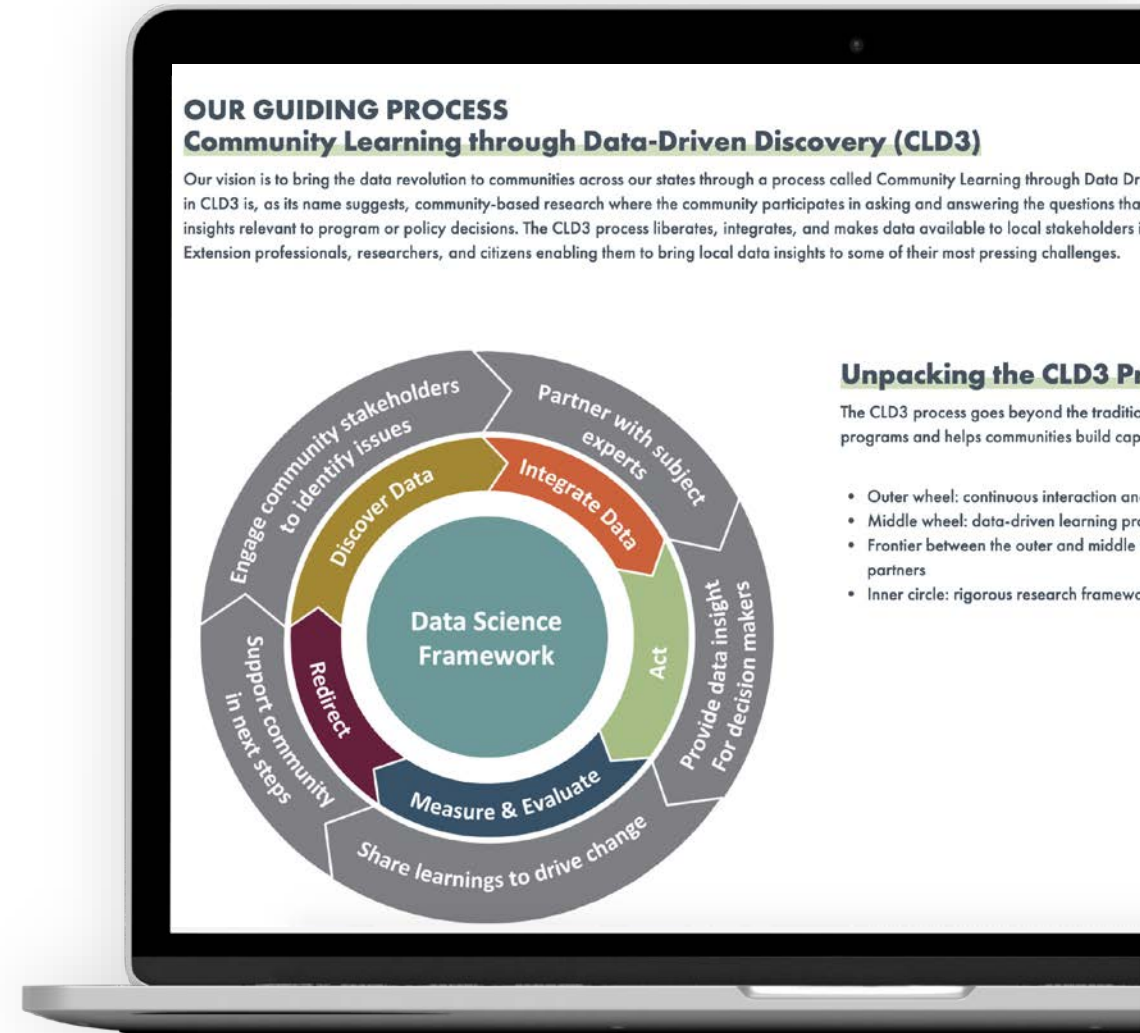 OUR GUIDING PROCESS
Community Learning through Data-Driven Discovery (CLD3)
Our vision is to bring the data revolution to communities across our states through a process called Community Learning through Data
in CLD3 is, as its name suggests, community-based research where the community participates in asking and answering the questions
insights relevant to program or policy decisions. The CLD3 process liberates, integrates, and makes data available to local stakeholders
Extension professionals, researchers, and citizens enabling them to bring local data insights to some of their most pressing challenges.
Engage community stakeholders
to identify issues
Partner with subject
experts
Provide data insight
For decision makers
Share learnings to drive change
Support community
in next steps
Discover Data
Integrate Data
Act
Measure & Evaluate
Redirect
Data Science
Framework
Unpacking the CLD3
The CLD3 process goes beyond the
programs and helps communities build
• Outer wheel: continuous interaction
• Middle wheel: data-driven learning
• Frontier between the outer and middle
partners
• Inner circle: rigorous research